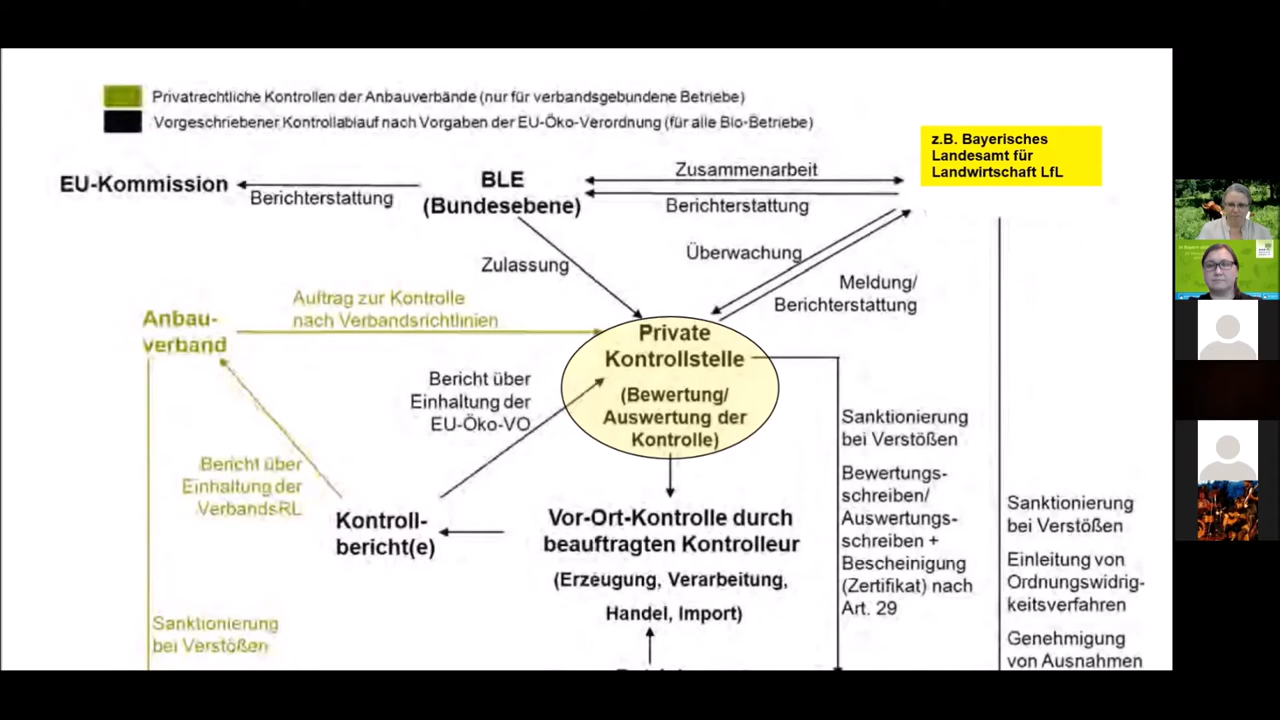 Privatrechtliche Kontrollen der Anbauverbände (nur für verbandsgebundene Betriebe)
Vorgeschriebener Kontrollablauf nach Vorgaben der EU-Öko-Verordnung (für alle Bio-Betriebe)
z.B. Bayerisches
Landesamt für
Landwirtschaft LfL
EU-Kommission
Berichterstattung
BLE
(Bundesebene)
Zusammenarbeit
Berichterstattung
Zulassung
Überwachung
Meldung/
Berichterstattung
Auftrag zur Kontrolle
nach Verbandsrichtlinien
Anbau-
verband
Private
Kontrollstelle
(Bewertung/
Auswertung der
Kontrolle)
Bericht über
Einhaltung der
EU-Öko-VO
Bericht über
Einhaltung der
VerbandsRL
Kontroll-
bericht(e)
Vor-Ort-Kontrolle durch
beauftragten Kontrolleur
(Erzeugung, Verarbeitung,
Handel, Import)
Sanktionierung
bei Verstößen
Bewertungs-
schreiben/
Auswertungs-
schreiben +
Bescheinigung
(Zertifikat) nach
Art. 29
Sanktionierung
bei Verstößen
Einleitung von
Ordnungswidrig-
keitsverfahren
Genehmigung
von Ausnahmen
Sanktionierung
bei Verstößen